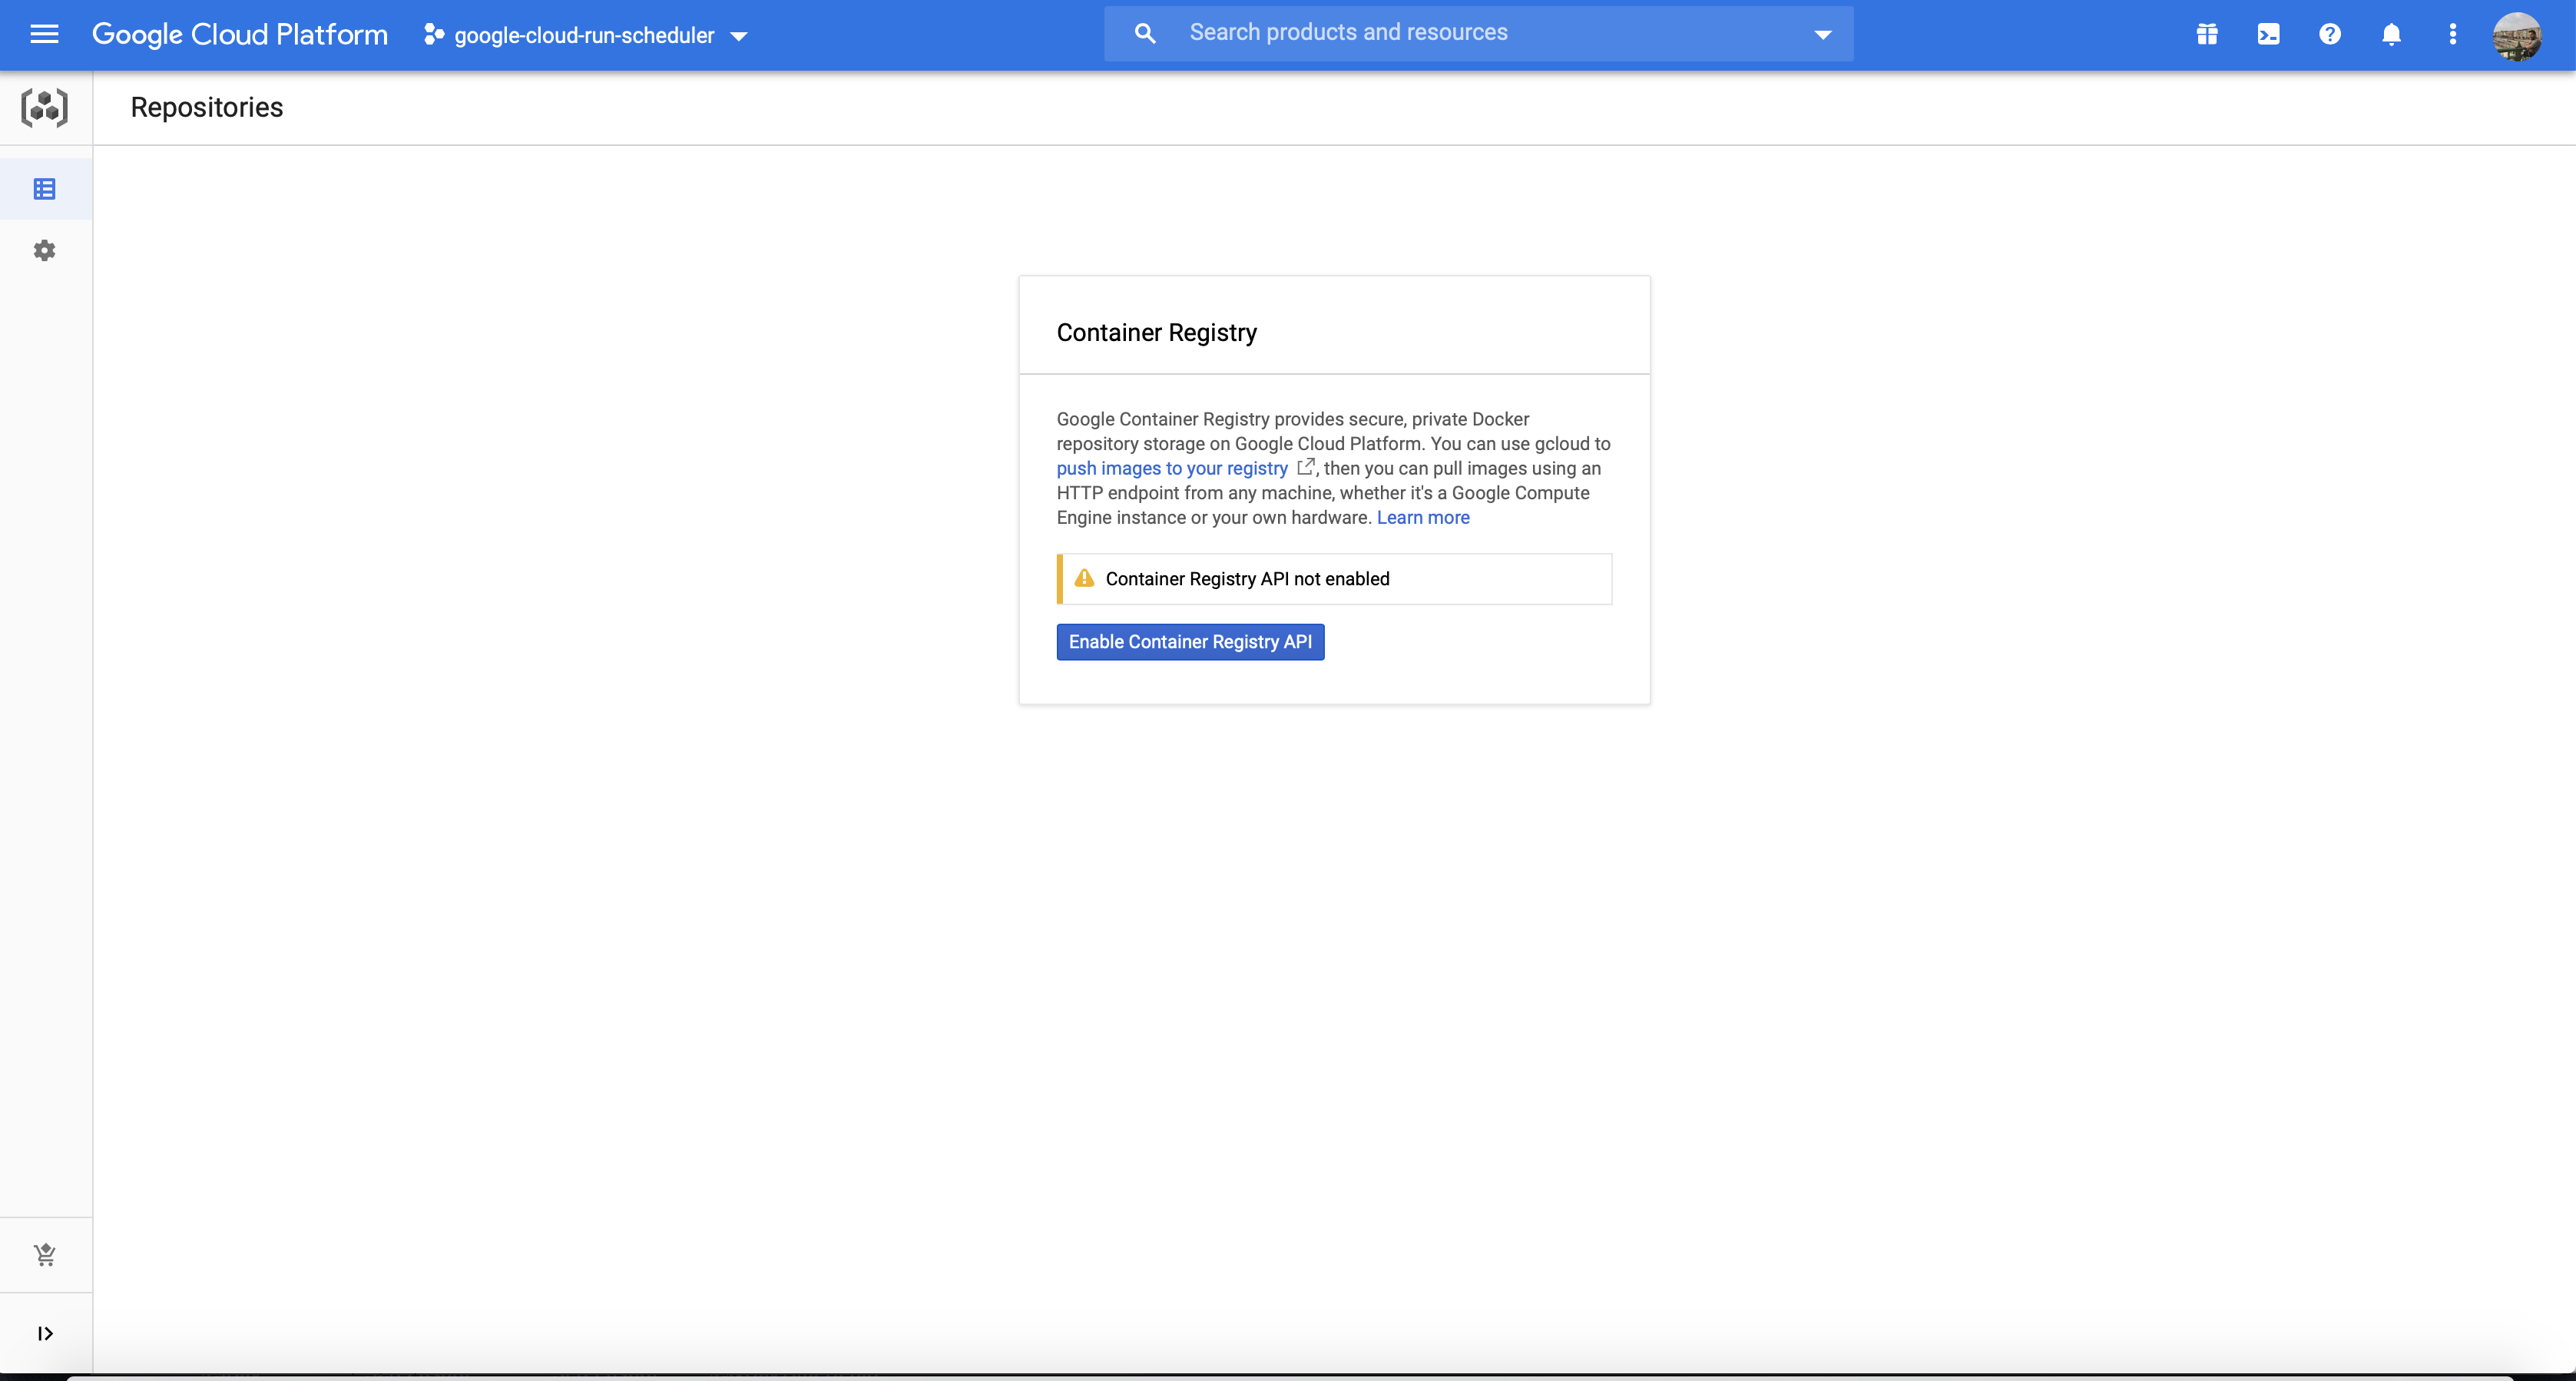 Google Cloud Platform
google-cloud-run-scheduler
Search products and resources
Repositories
Container Registry
Google Container Registry provides secure, private Docker
repository storage on Google Cloud Platform. You can use gcloud to
push images to your registry , then you can pull images using an
HTTP endpoint from any machine, whether it's a Google Compute
Engine instance or your own hardware. Learn more
Container Registry API not enabled
Enable Container Registry API